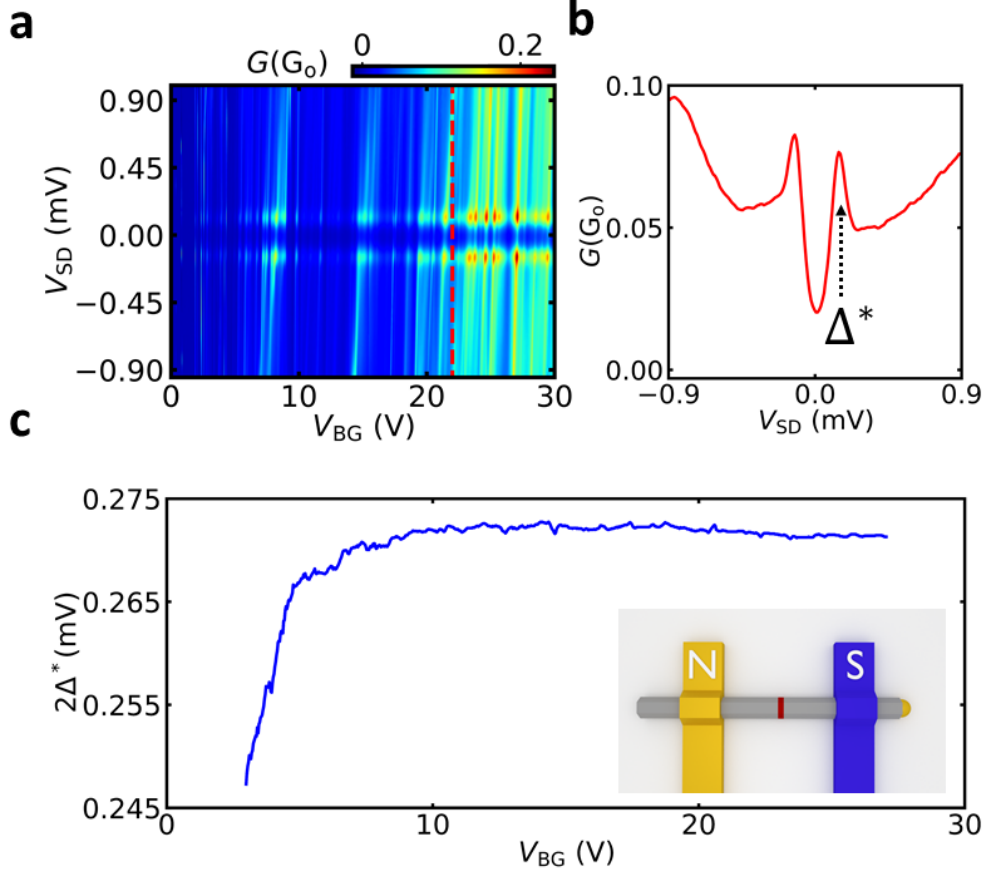 a
G(G₀) 0 0.2
0.90
0.45
0.00
−0.45
−0.90
V_SD (mV)
0 10 20 30
V_BG (V)
b
0.10
0.05
0.00
G(G₀)
Δ*
−0.9 0.0 0.9
V_SD (mV)
c
0.275
0.265
0.255
0.245
2Δ* (mV)
N S
0 10 20 30
V_BG (V)